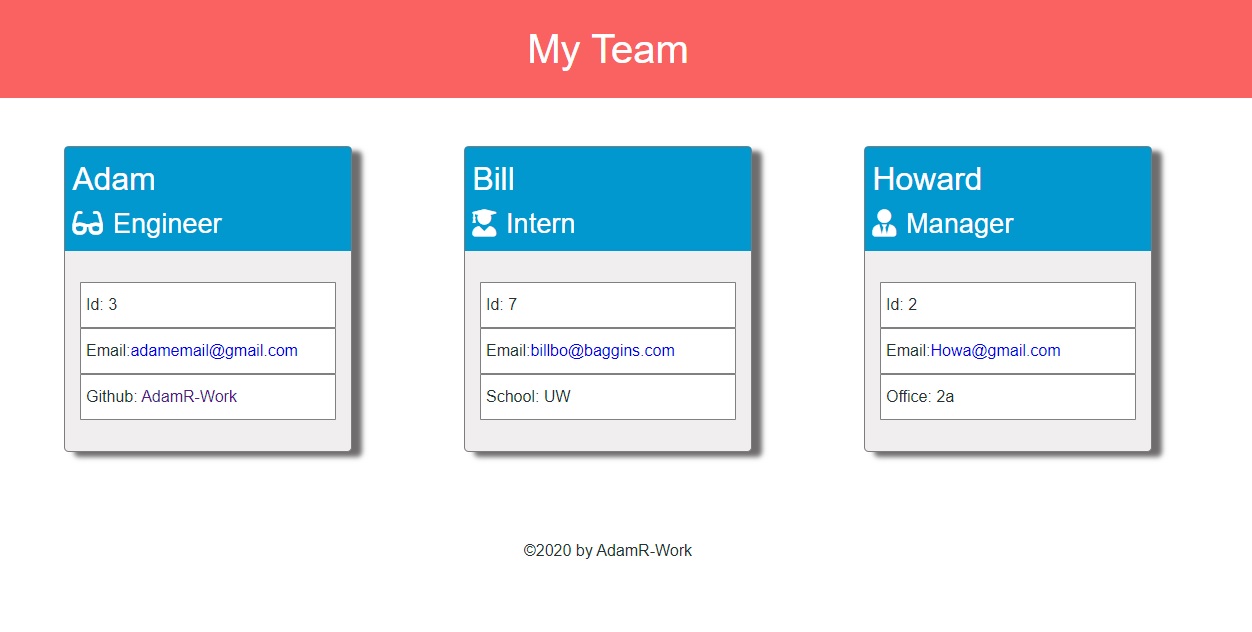 My Team
Adam
Engineer
Id: 3
Email:adamemail@gmail.com
Github: AdamR-Work
Bill
Intern
Id: 7
Email:billbo@baggins.com
School: UW
Howard
Manager
Id: 2
Email:Howa@gmail.com
Office: 2a
©2020 by AdamR-Work